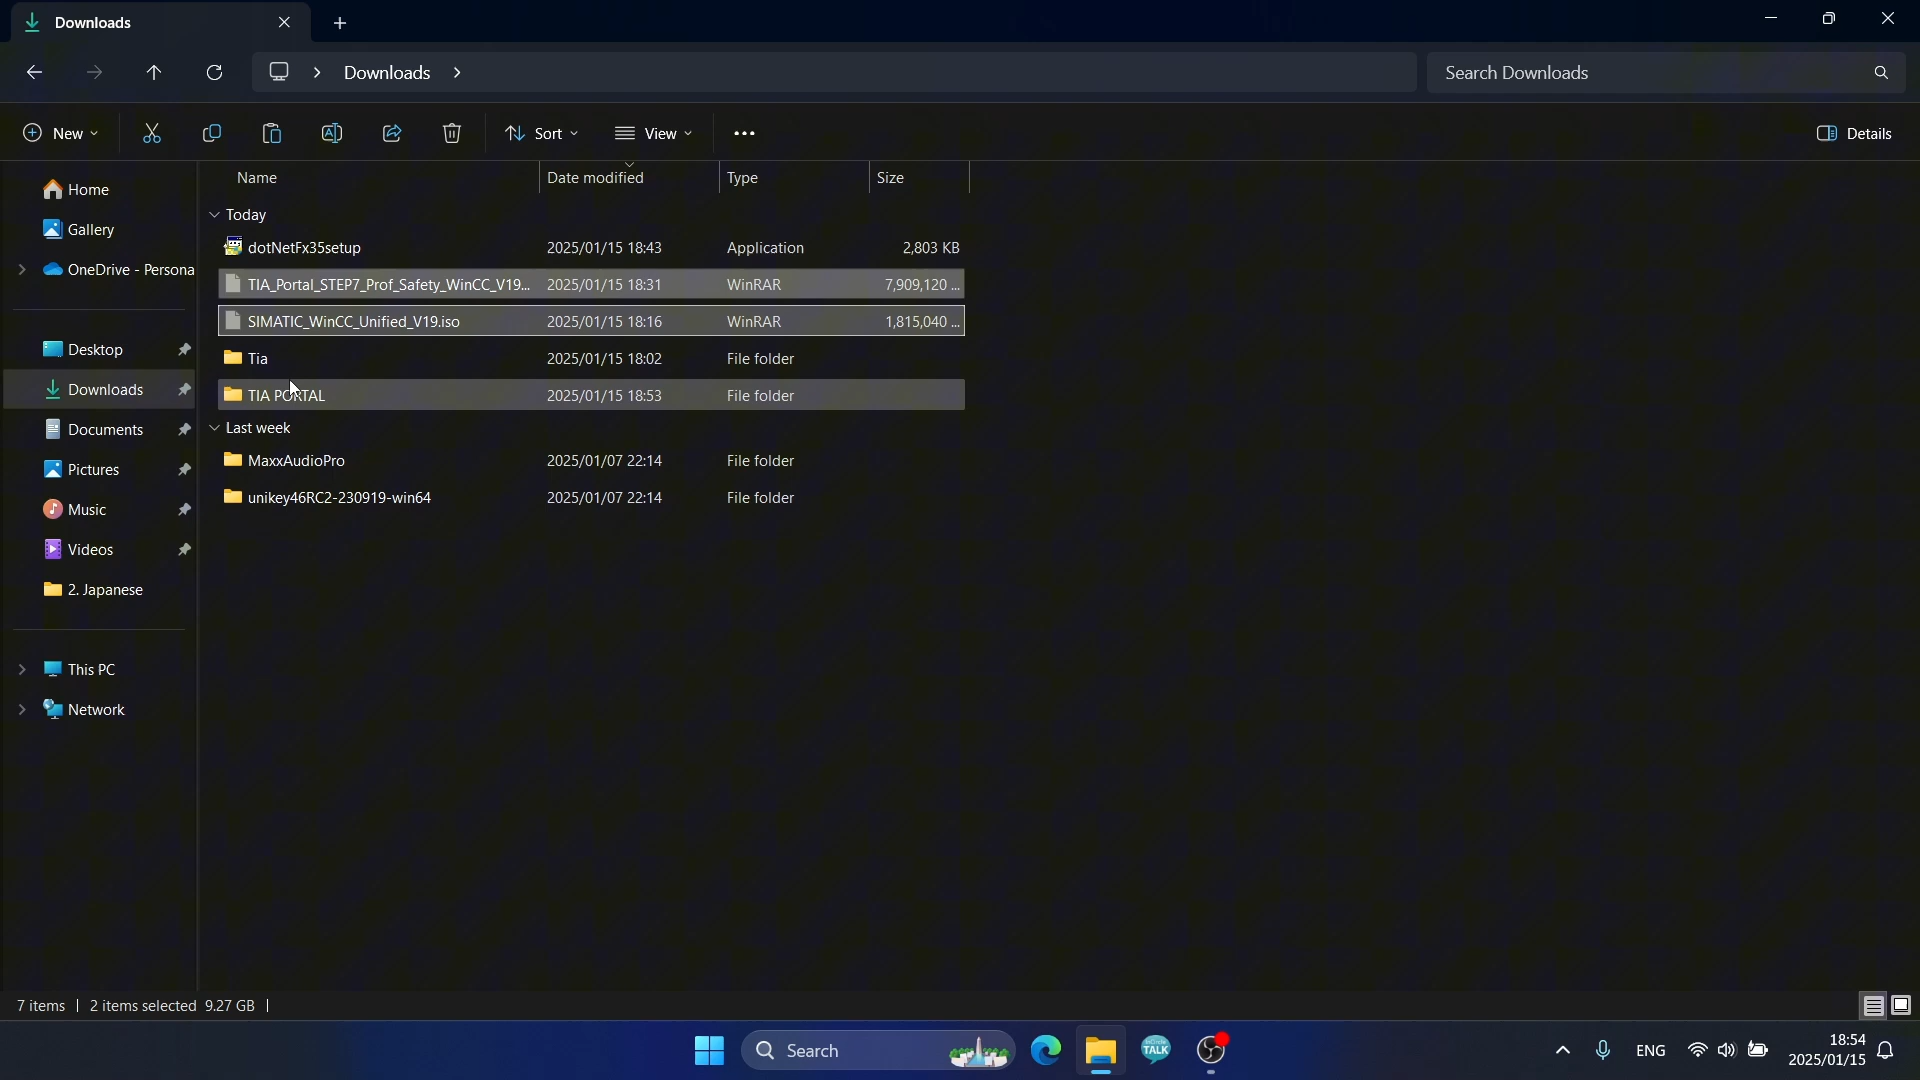 Downloads
Downloads
Search Downloads
New
Sort
View
Details
Home
Gallery
OneDrive - Persona
Desktop
Downloads
Documents
Pictures
Music
Videos
2. Japanese
This PC
Network
Name Date modified Type Size
Today
dotNetFx35setup 2025/01/15 18:43 Application 2,803 KB
TIA_Portal_STEP7_Prof_Safety_WinCC_V19... 2025/01/15 18:31 WinRAR 7,909,120 ...
SIMATIC_WinCC_Unified_V19.iso 2025/01/15 18:16 WinRAR 1,815,040 ...
Tia 2025/01/15 18:02 File folder
TIA PORTAL 2025/01/15 18:53 File folder
Last week
MaxxAudioPro 2025/01/07 22:14 File folder
unikey46RC2-230919-win64 2025/01/07 22:14 File folder
7 items 2 items selected 9.27 GB
Search
TALK
ENG
18:54
2025/01/15